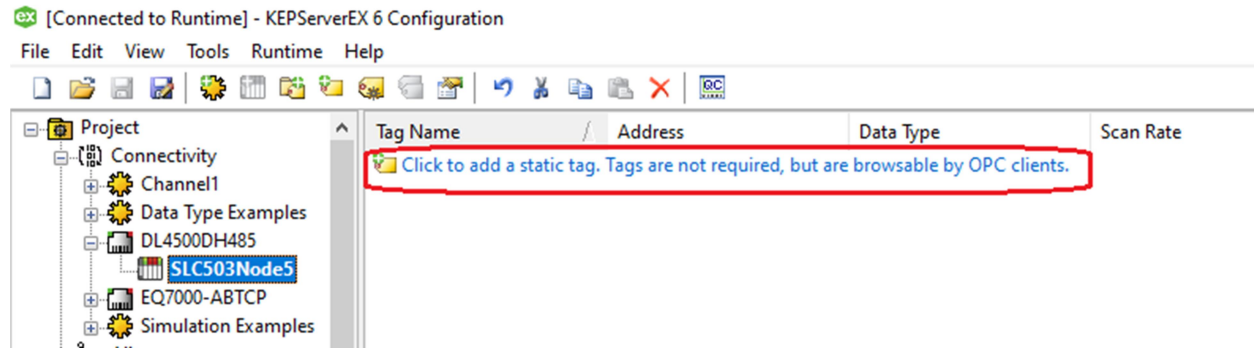 [Connected to Runtime] - KEPServerEX 6 Configuration
File Edit View Tools Runtime Help
Project
Connectivity
Channel1
Data Type Examples
DL4500DH485
SLC503Node5
EQ7000-ABTCP
Simulation Examples
Tag Name Address Data Type Scan Rate
Click to add a static tag. Tags are not required, but are browsable by OPC clients.